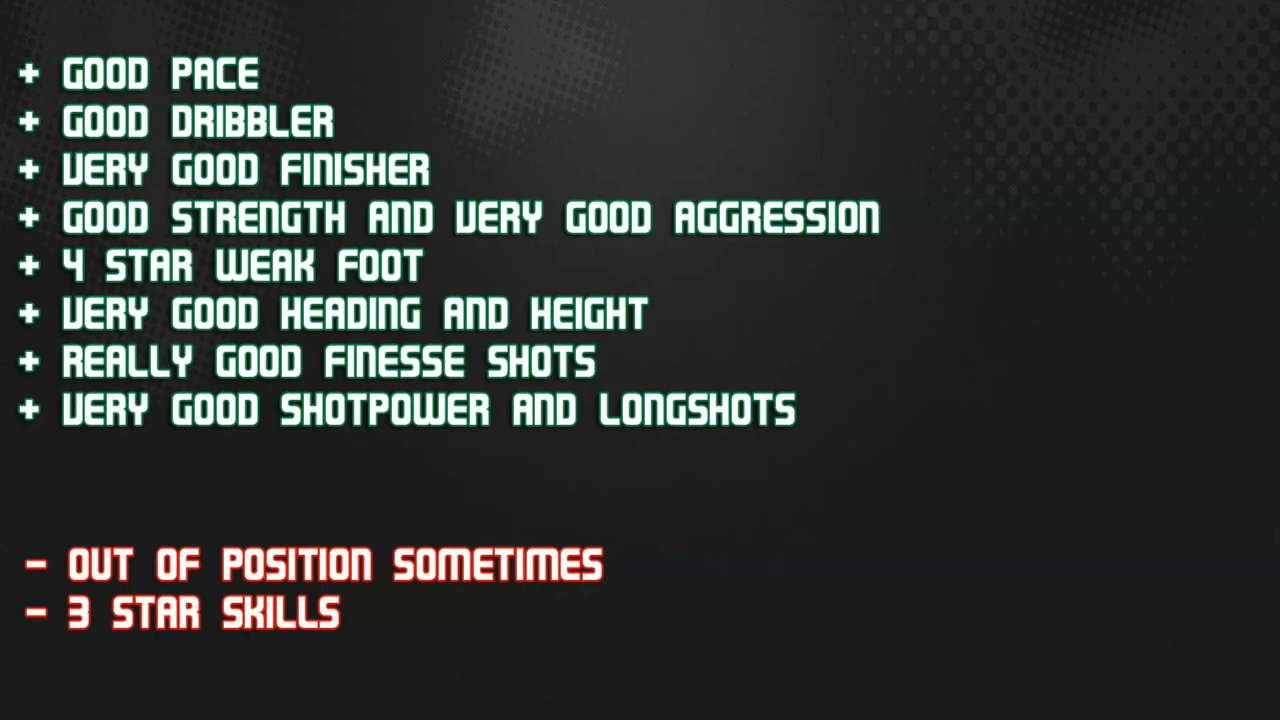 + GOOD PACE
+ GOOD DRIBBLER
+ VERY GOOD FINISHER
+ GOOD STRENGTH AND VERY GOOD AGGRESSION
+ 4 STAR WEAK FOOT
+ VERY GOOD HEADING AND HEIGHT
+ REALLY GOOD FINESSE SHOTS
+ VERY GOOD SHOTPOWER AND LONGSHOTS
- OUT OF POSITION SOMETIMES
- 3 STAR SKILLS